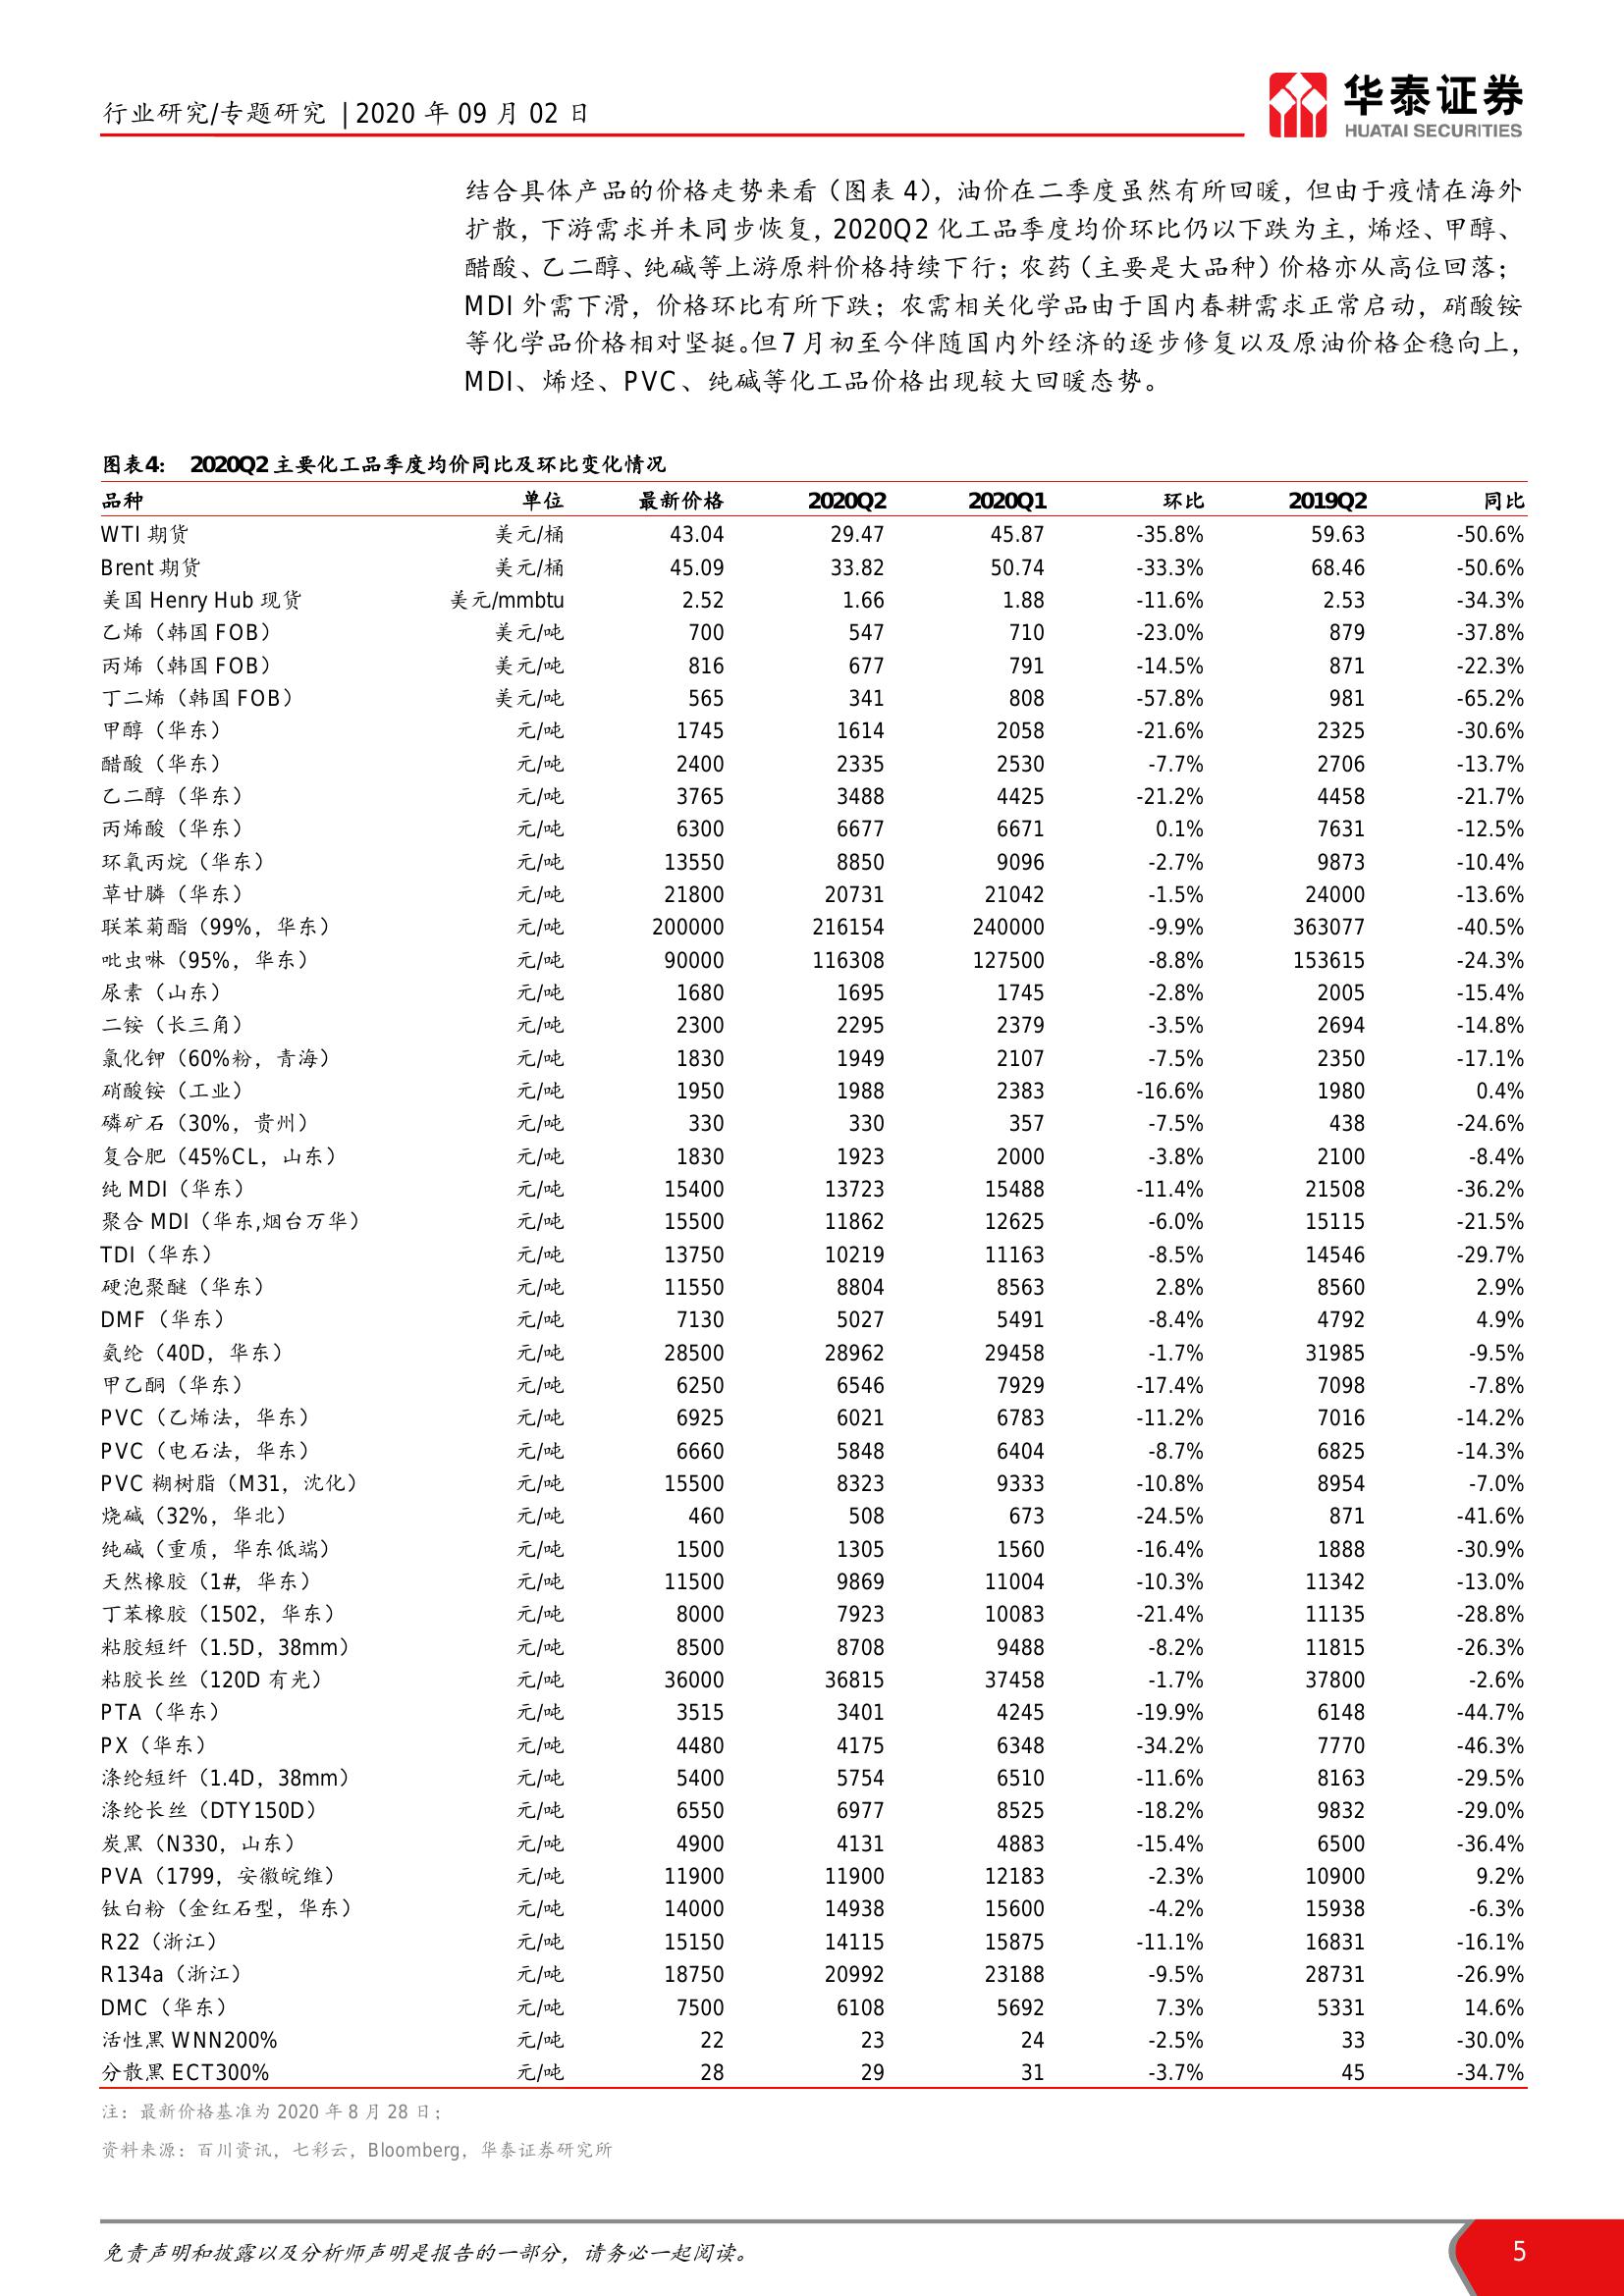 行业研究/专题研究 | 2020 年 09 月 02 日
华泰证券
HUATAI SECURITIES
结合具体产品的价格走势来看（图表 4），油价在二季度虽然有所回暖，但由于疫情在海外
扩散，下游需求并未同步恢复，2020Q2 化工品季度均价环比仍以下跌为主，烯烃、甲醇、
醋酸、乙二醇、纯碱等上游原料价格持续下行；农药（主要是大品种）价格亦从高位回落；
MDI 外需下滑，价格环比有所下跌；农需相关化学品由于国内春耕需求正常启动，硝酸铵
等化学品价格相对坚挺。但 7 月初至今伴随国内外经济的逐步修复以及原油价格企稳向上，
MDI、烯烃、PVC、纯碱等化工品价格出现较大回暖态势。
图表4： 2020Q2 主要化工品季度均价同比及环比变化情况
品种 单位 最新价格 2020Q2 2020Q1 环比 2019Q2 同比
WTI 期货 美元/桶 43.04 29.47 45.87 -35.8% 59.63 -50.6%
Brent 期货 美元/桶 45.09 33.82 50.74 -33.3% 68.46 -50.6%
美国 Henry Hub 现货 美元/mmbtu 2.52 1.66 1.88 -11.6% 2.53 -34.3%
乙烯（韩国 FOB） 美元/吨 700 547 710 -23.0% 879 -37.8%
丙烯（韩国 FOB） 美元/吨 816 677 791 -14.5% 871 -22.3%
丁二烯（韩国 FOB） 美元/吨 565 341 808 -57.8% 981 -65.2%
甲醇（华东） 元/吨 1745 1614 2058 -21.6% 2325 -30.6%
醋酸（华东） 元/吨 2400 2335 2530 -7.7% 2706 -13.7%
乙二醇（华东） 元/吨 3765 3488 4425 -21.2% 4458 -21.7%
丙烯酸（华东） 元/吨 6300 6677 6671 0.1% 7631 -12.5%
环氧丙烷（华东） 元/吨 13550 8850 9096 -2.7% 9873 -10.4%
草甘膦（华东） 元/吨 21800 20731 21042 -1.5% 24000 -13.6%
联苯菊酯（99%，华东） 元/吨 200000 216154 240000 -9.9% 363077 -40.5%
吡虫啉（95%，华东） 元/吨 90000 116308 127500 -8.8% 153615 -24.3%
尿素（山东） 元/吨 1680 1695 1745 -2.8% 2005 -15.4%
二铵（长三角） 元/吨 2300 2295 2379 -3.5% 2694 -14.8%
氯化钾（60%粉，青海） 元/吨 1830 1949 2107 -7.5% 2350 -17.1%
硝酸铵（工业） 元/吨 1950 1988 2383 -16.6% 1980 0.4%
磷矿石（30%，贵州） 元/吨 330 330 357 -7.5% 438 -24.6%
复合肥（45%CL，山东） 元/吨 1830 1923 2000 -3.8% 2100 -8.4%
纯 MDI（华东） 元/吨 15400 13723 15488 -11.4% 21508 -36.2%
聚合 MDI（华东,烟台万华） 元/吨 15500 11862 12625 -6.0% 15115 -21.5%
TDI（华东） 元/吨 13750 10219 11163 -8.5% 14546 -29.7%
硬泡聚醚（华东） 元/吨 11550 8804 8563 2.8% 8560 2.9%
DMF（华东） 元/吨 7130 5027 5491 -8.4% 4792 4.9%
氨纶（40D，华东） 元/吨 28500 28962 29458 -1.7% 31985 -9.5%
甲乙酮（华东） 元/吨 6250 6546 7929 -17.4% 7098 -7.8%
PVC（乙烯法，华东） 元/吨 6925 6021 6783 -11.2% 7016 -14.2%
PVC（电石法，华东） 元/吨 6660 5848 6404 -8.7% 6825 -14.3%
PVC 糊树脂（M31，沈化） 元/吨 15500 8323 9333 -10.8% 8954 -7.0%
烧碱（32%，华北） 元/吨 460 508 673 -24.5% 871 -41.6%
纯碱（重质，华东低端） 元/吨 1500 1305 1560 -16.4% 1888 -30.9%
天然橡胶（1#，华东） 元/吨 11500 9869 11004 -10.3% 11342 -13.0%
丁苯橡胶（1502，华东） 元/吨 8000 7923 10083 -21.4% 11135 -28.8%
粘胶短纤（1.5D，38mm） 元/吨 8500 8708 9488 -8.2% 11815 -26.3%
粘胶长丝（120D 有光） 元/吨 36000 36815 37458 -1.7% 37800 -2.6%
PTA（华东） 元/吨 3515 3401 4245 -19.9% 6148 -44.7%
PX（华东） 元/吨 4480 4175 6348 -34.2% 7770 -46.3%
涤纶短纤（1.4D，38mm） 元/吨 5400 5754 6510 -11.6% 8163 -29.5%
涤纶长丝（DTY150D） 元/吨 6550 6977 8525 -18.2% 9832 -29.0%
炭黑（N330，山东） 元/吨 4900 4131 4883 -15.4% 6500 -36.4%
PVA（1799，安徽皖维） 元/吨 11900 11900 12183 -2.3% 10900 9.2%
钛白粉（金红石型，华东） 元/吨 14000 14938 15600 -4.2% 15938 -6.3%
R22（浙江） 元/吨 15150 14115 15875 -11.1% 16831 -16.1%
R134a（浙江） 元/吨 18750 20992 23188 -9.5% 28731 -26.9%
DMC（华东） 元/吨 7500 6108 5692 7.3% 5331 14.6%
活性黑 WNN200% 元/吨 22 23 24 -2.5% 33 -30.0%
分散黑 ECT300% 元/吨 28 29 31 -3.7% 45 -34.7%
注：最新价格基准为 2020 年 8 月 28 日；
资料来源：百川资讯，七彩云，Bloomberg，华泰证券研究所
免责声明和披露以及分析师声明是报告的一部分，请务必一起阅读。
5